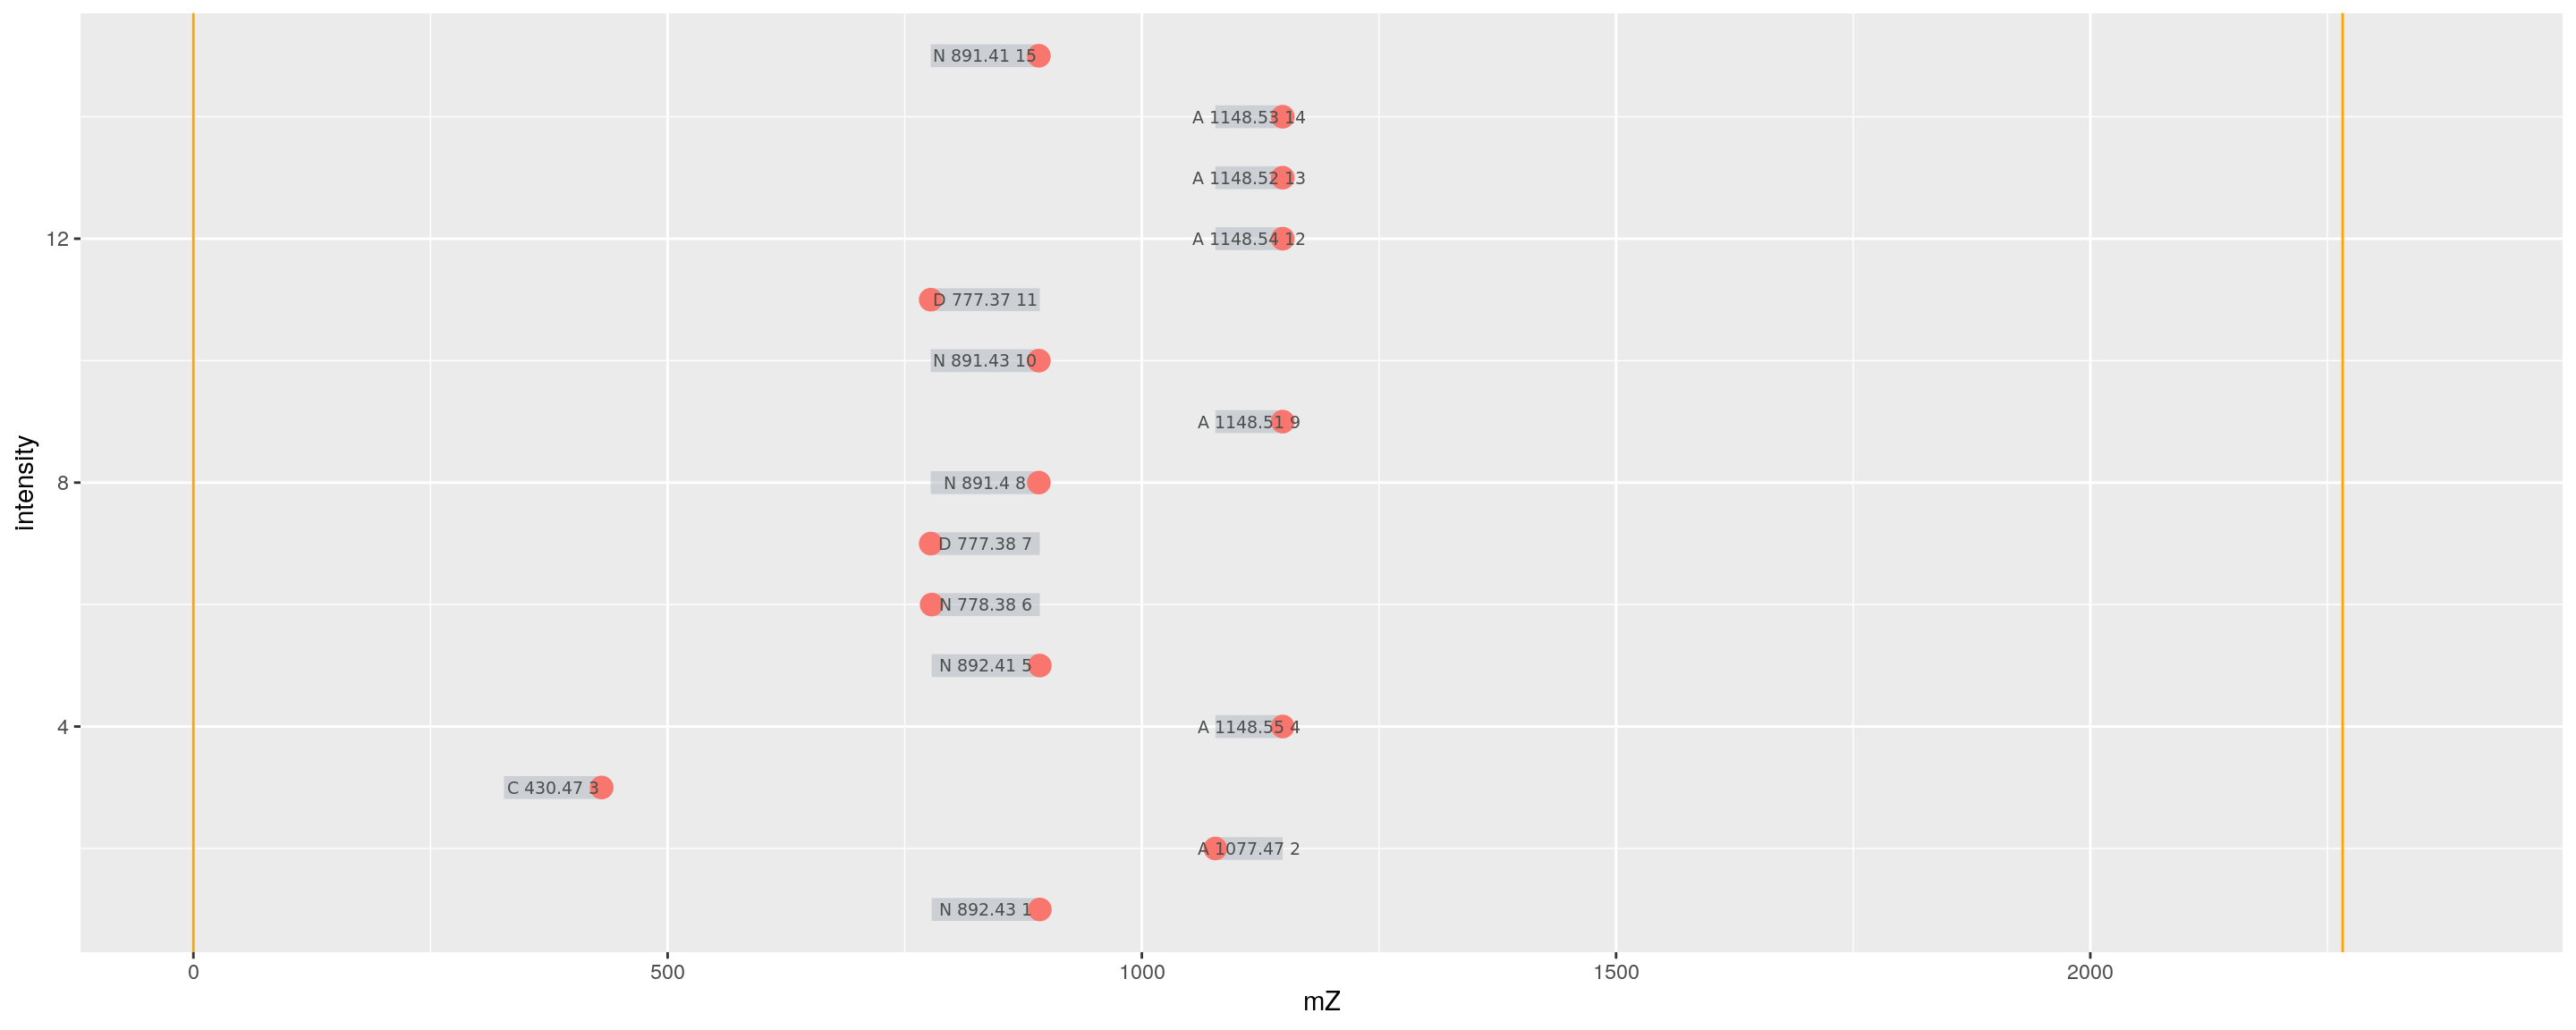 N 891.41 15
A 1148.53 14
A 1148.52 13
12
A 1148.54 12
D 777.37 11
N 891.43 10
A 1148.51 9
intensity
8
N 891.4 8
D 777.38 7
N 778.38 6
N 892.41 5
4
A 1148.55 4
C 430.47 3
A 1077.47 2
N 892.43 1
0 500 1000 1500 2000
mZ